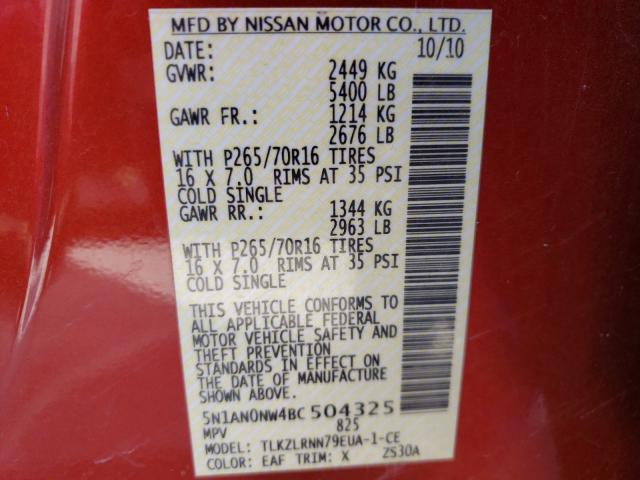 MFD BY NISSAN MOTOR CO., LTD.
DATE: 10/10
GVWR: 2449 KG
5400 LB
GAWR FR.: 1214 KG
2676 LB
WITH P265/70R16 TIRES
16 X 7.0 RIMS AT 35 PSI
COLD SINGLE
GAWR RR.: 1344 KG
2963 LB
WITH P265/70R16 TIRES
16 X 7.0 RIMS AT 35 PSI
COLD SINGLE
THIS VEHICLE CONFORMS TO
ALL APPLICABLE FEDERAL
MOTOR VEHICLE SAFETY AND
THEFT PREVENTION
STANDARDS IN EFFECT ON
THE DATE OF MANUFACTURE
SHOWN ABOVE.
5N1AN0NW4BC504325
MPV 825
MODEL: TLKZLRNN79EUA-1-CE
COLOR: EAF TRIM: X ZS30A